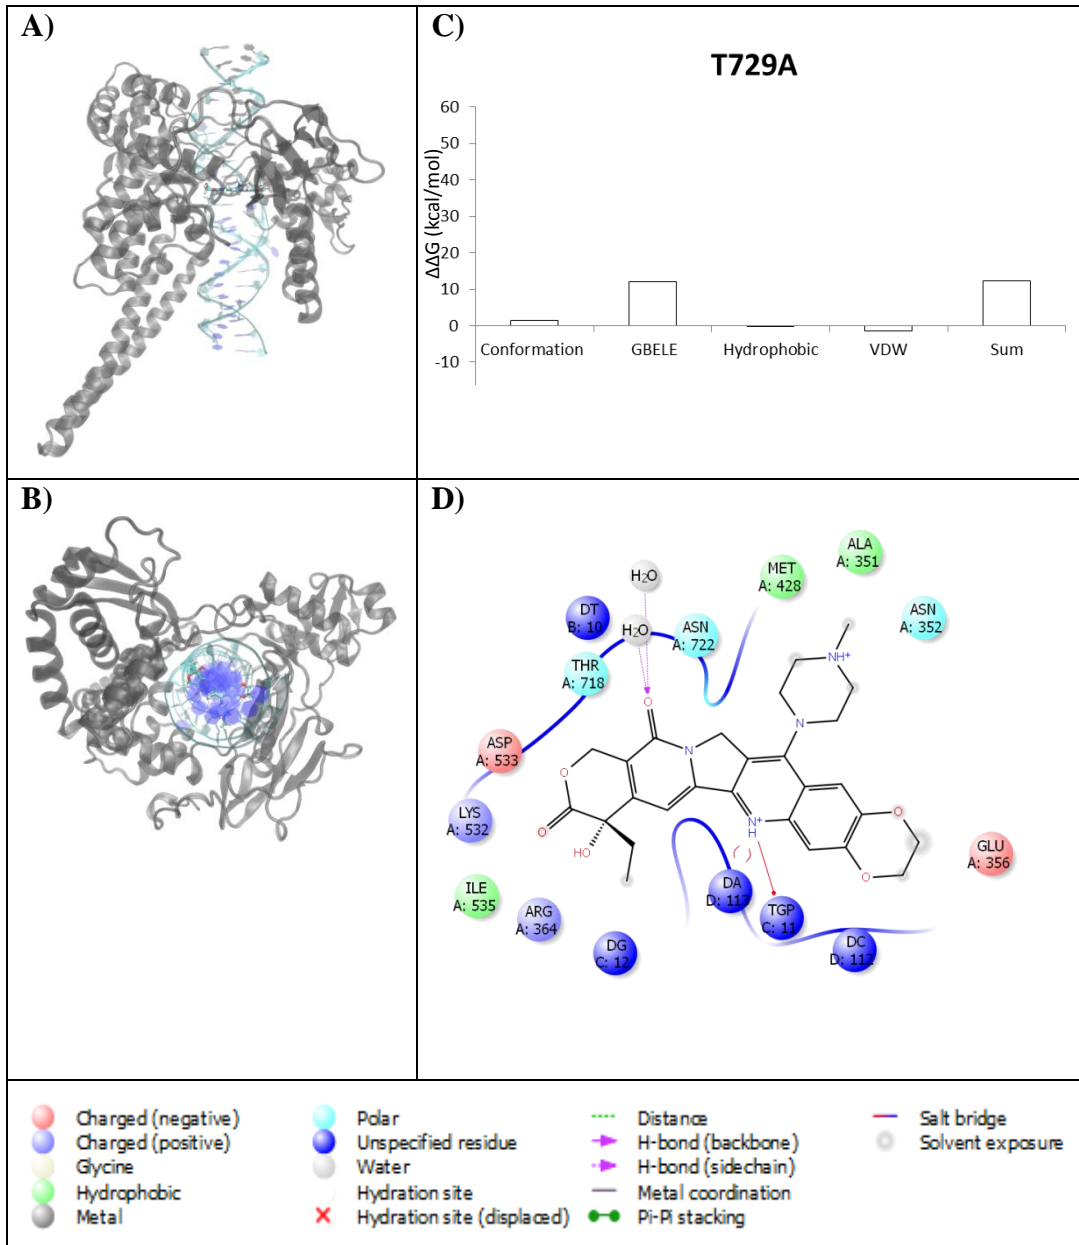 A)
C)
T729A
ΔΔG (kcal/mol)
60
50
40
30
20
10
0
-10
Conformation GBELE Hydrophobic VDW Sum
B)
D)
ALA
A: 351
MET
A: 428
H2O
DT
B: 10
H2O
ASN
A: 722
ASN
A: 352
THR
A: 718
NH+
O
N
ASP
A: 533
N
O
LYS
A: 532
O
O
N+
H
HO
O
GLU
A: 356
ILE
A: 535
ARG
A: 364
DA
D: 113
TGP
C: 11
DG
C: 12
DC
D: 112
Charged (negative) Polar Distance Salt bridge
Charged (positive) Unspecified residue H-bond (backbone) Solvent exposure
Glycine Water H-bond (sidechain)
Hydrophobic Hydration site Metal coordination
Metal Hydration site (displaced) Pi-Pi stacking